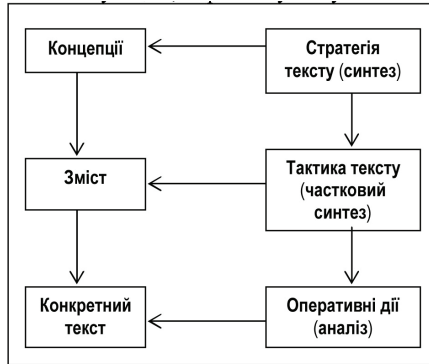 Концепції
Стратегія
тексту (синтез)
Зміст
Тактика тексту
(частковий
синтез)
Конкретний
текст
Оперативні дії
(аналіз)